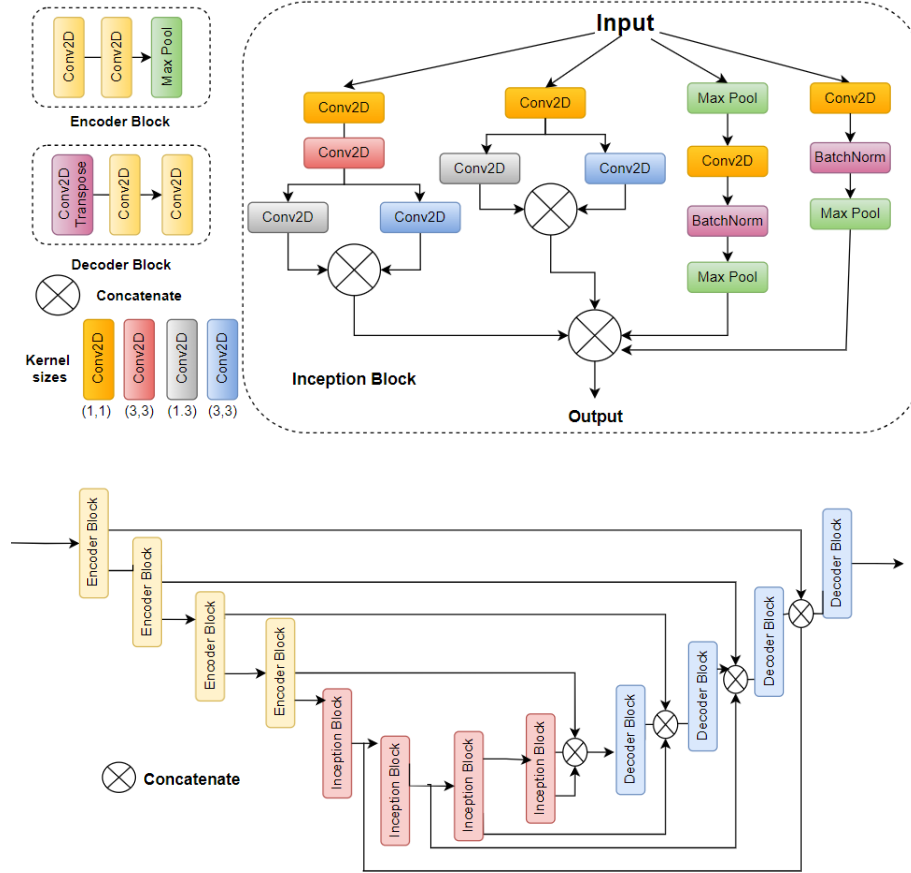 Conv2D
Conv2D
Max Pool
Encoder Block
Conv2D
Transpose
Conv2D
Conv2D
Decoder Block
Concatenate
Kernel
sizes
Conv2D
Conv2D
Conv2D
Conv2D
(1,1)
(3,3)
(1.3)
(3,3)
Input
Conv2D
Conv2D
Max Pool
Conv2D
Conv2D
Conv2D
Conv2D
Conv2D
BatchNorm
Conv2D
Conv2D
BatchNorm
Max Pool
Max Pool
Inception Block
Output
Encoder Block
Encoder Block
Encoder Block
Encoder Block
Inception Block
Inception Block
Inception Block
Inception Block
Decoder Block
Decoder Block
Decoder Block
Decoder Block
Concatenate